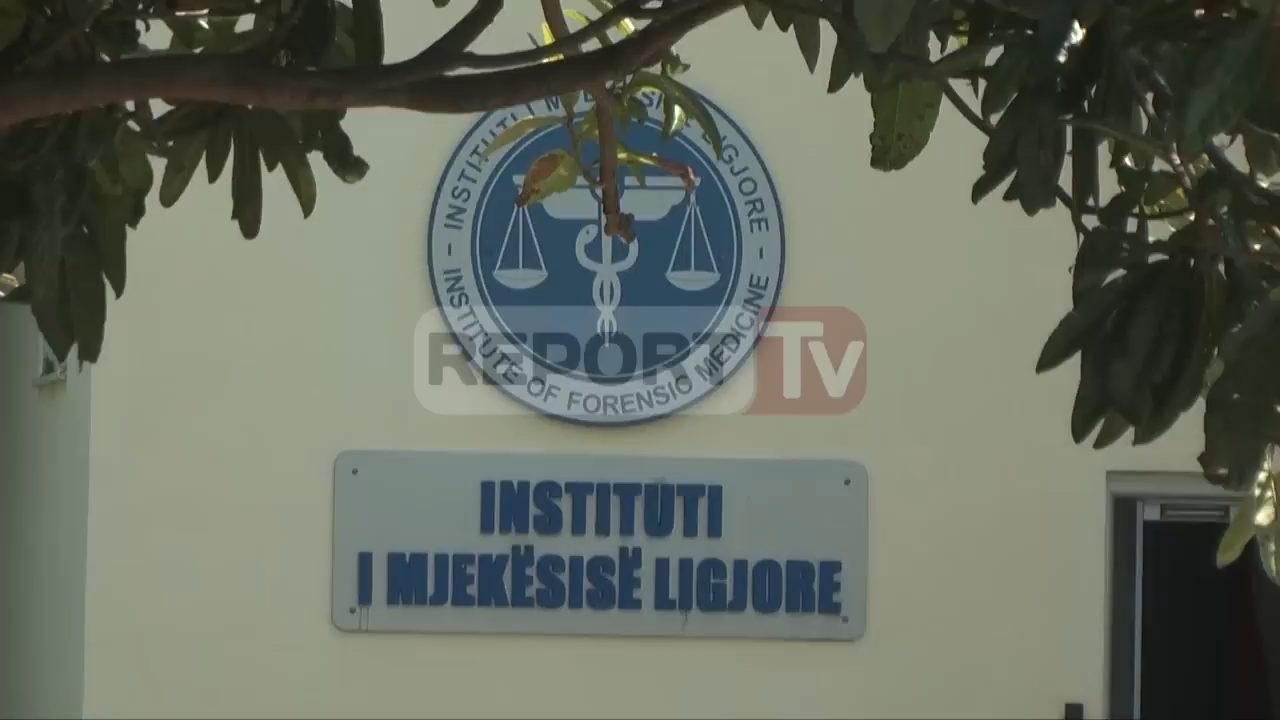 INSTITUTI I MJEKËSISË LIGJORE -
INSTITUTE OF FORENSIC MEDICINE -
REPORT Tv
INSTITUTI
I MJEKËSISË LIGJORE